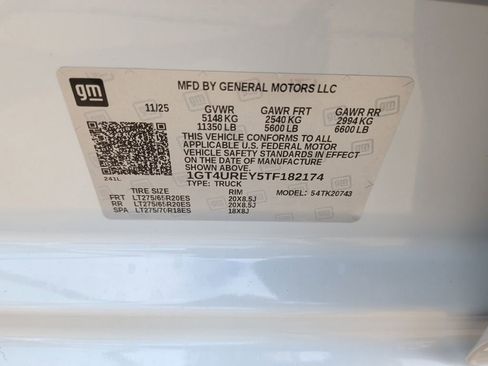 gm
MFD BY GENERAL MOTORS LLC
11/25 GVWR GAWR FRT GAWR RR
5148 KG 2540 KG 2994 KG
11350 LB 5600 LB 6600 LB
THIS VEHICLE CONFORMS TO ALL
APPLICABLE U.S. FEDERAL MOTOR
VEHICLE SAFETY STANDARDS IN
EFFECT ON THE DATE OF MANUFACTURE
SHOWN ABOVE.
1GT4UREY5TF182174
241L TYPE: TRUCK
TIRE SIZE RIM MODEL: 54TK20743
FRT LT275/65R20ES 20X8.5J
RR LT275/65R20ES 20X8.5J
SPA LT275/70R18ES 18X8J